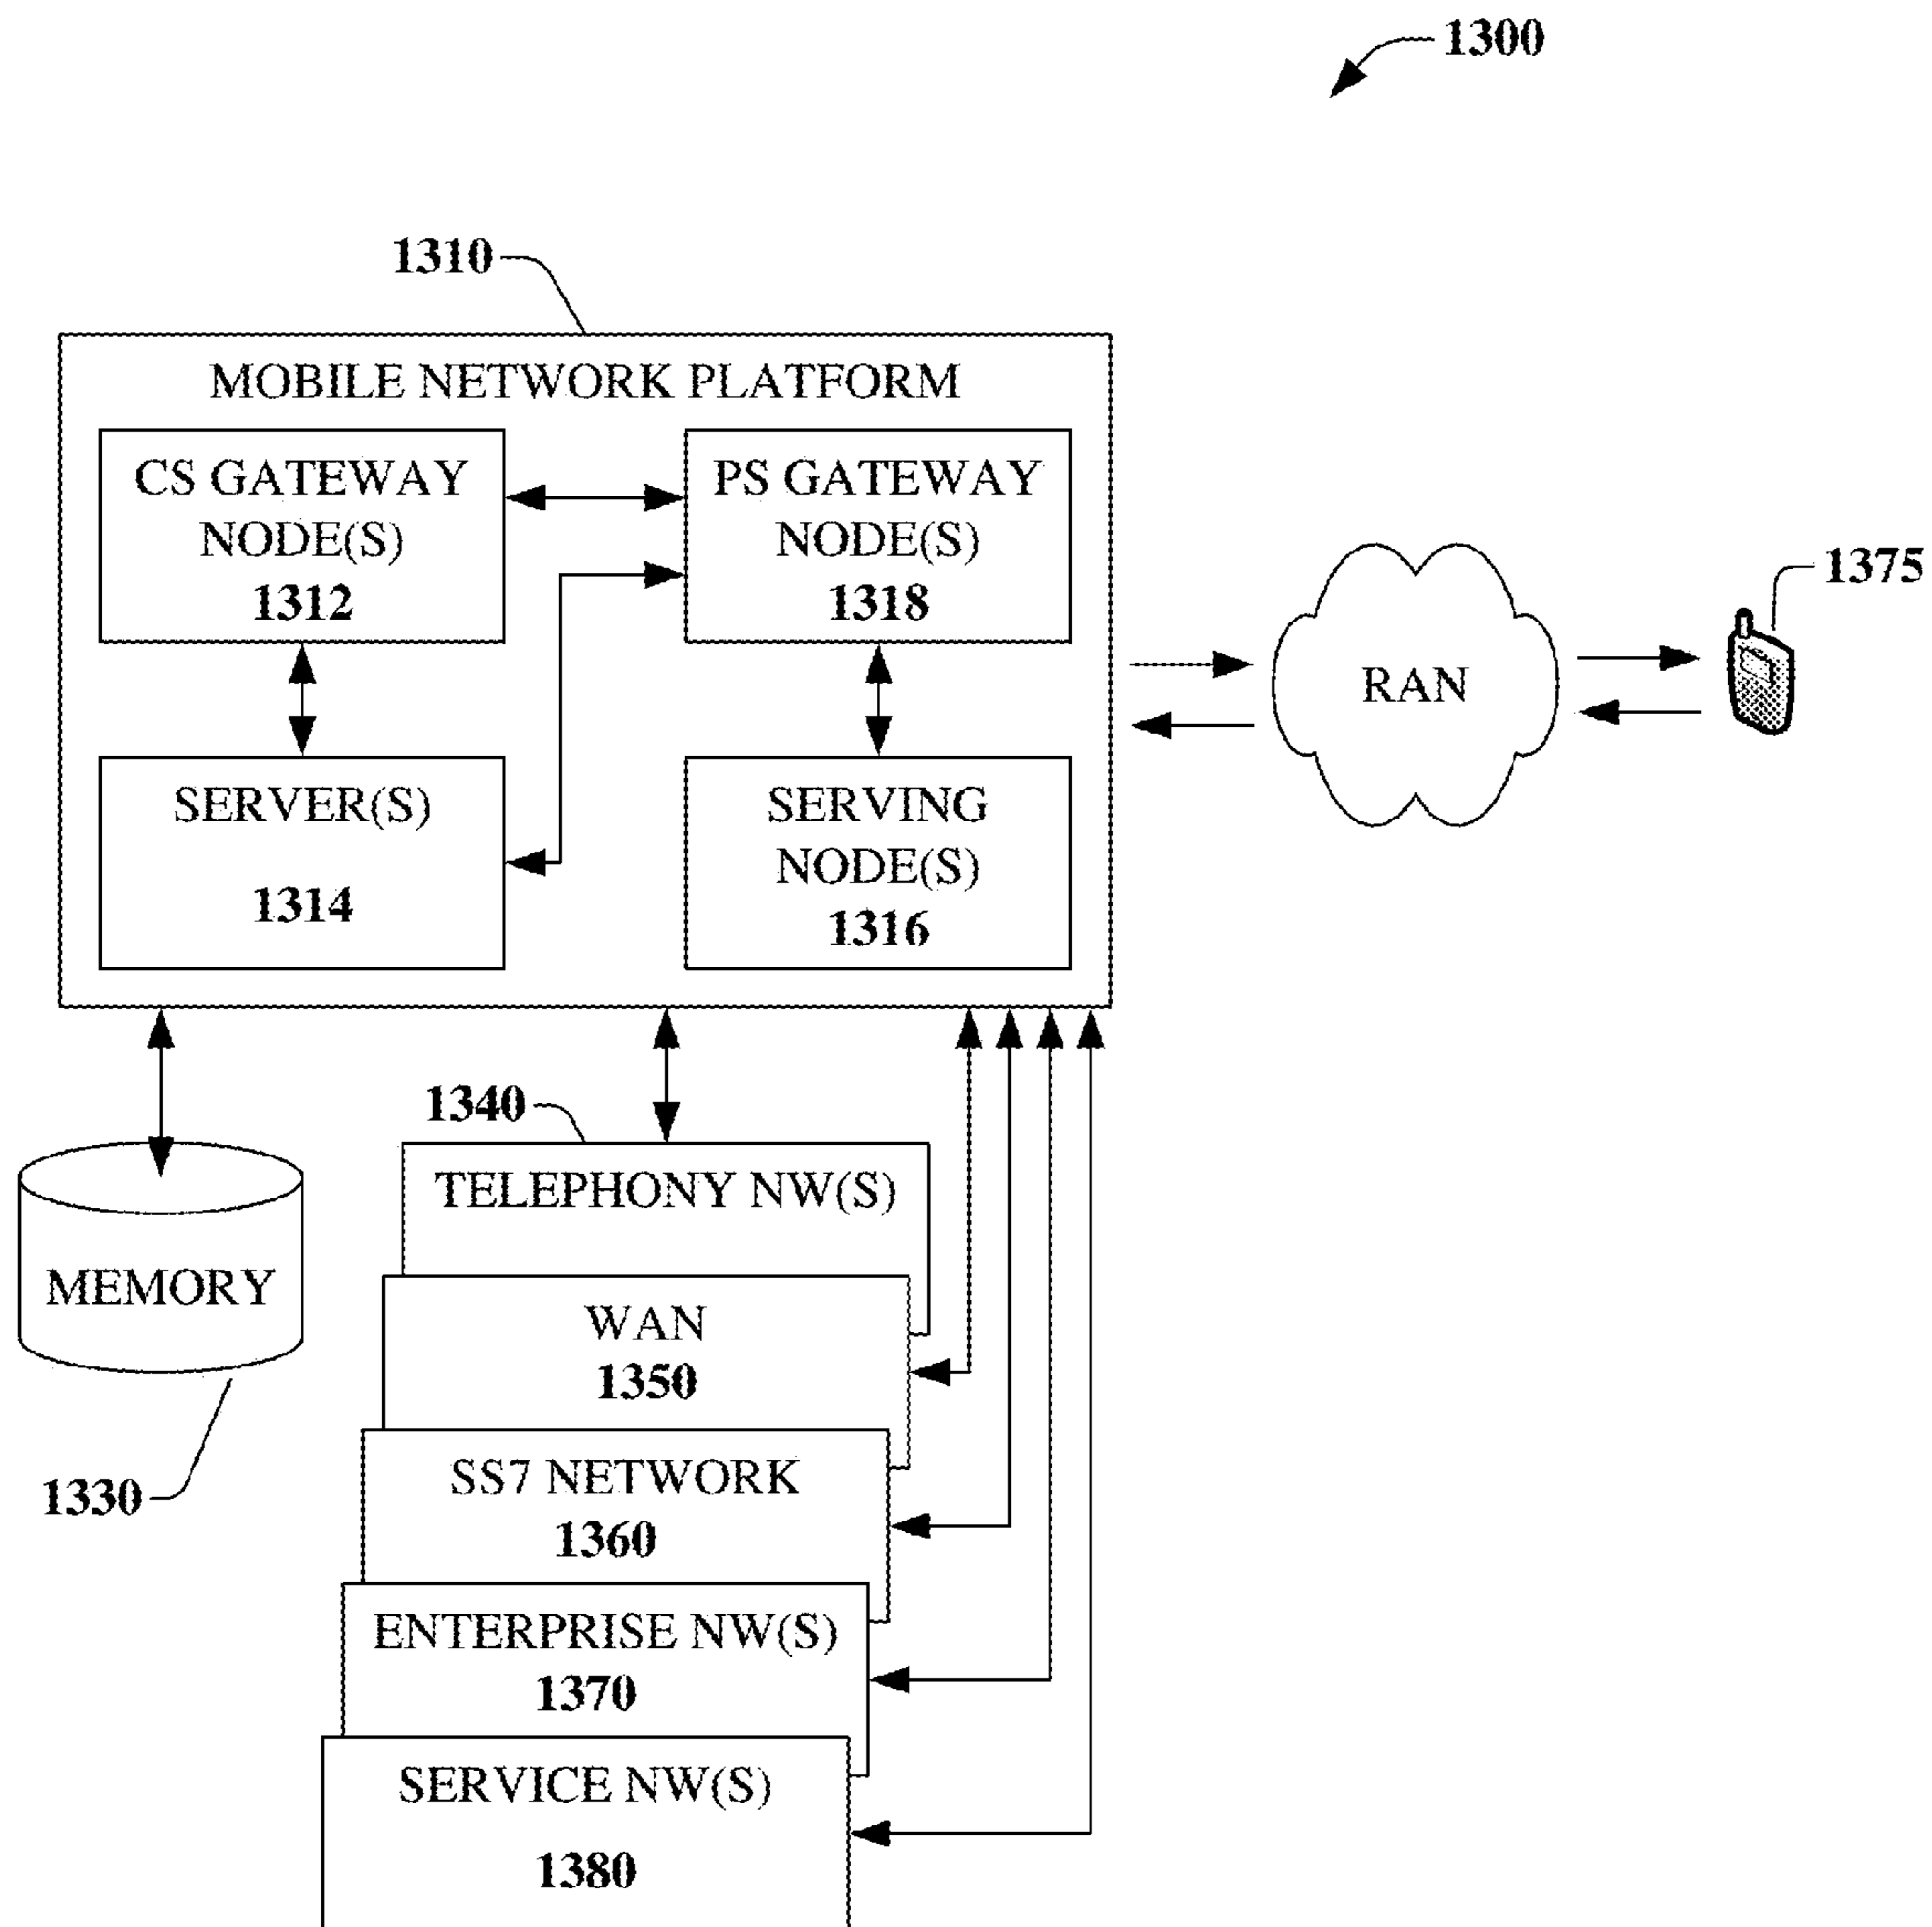 1300
1310
MOBILE NETWORK PLATFORM
CS GATEWAY
NODE(S)
1312
PS GATEWAY
NODE(S)
1318
SERVER(S)
1314
SERVING
NODE(S)
1316
RAN
1375
1340
TELEPHONY NW(S)
MEMORY
1330
WAN
1350
SS7 NETWORK
1360
ENTERPRISE NW(S)
1370
SERVICE NW(S)
1380